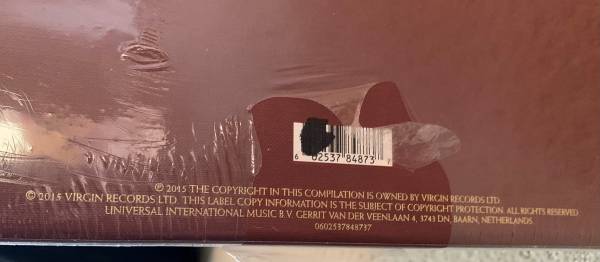 6 02537 84873 7
℗ 2015 THE COPYRIGHT IN THIS COMPILATION IS OWNED BY VIRGIN RECORDS LTD
© 2015 VIRGIN RECORDS LTD. THIS LABEL COPY INFORMATION IS THE SUBJECT OF COPYRIGHT PROTECTION. ALL RIGHTS RESERVED.
UNIVERSAL INTERNATIONAL MUSIC B.V. GERRIT VAN DER VEENLAAN 4, 3743 DN, BAARN, NETHERLANDS.
0602537848737